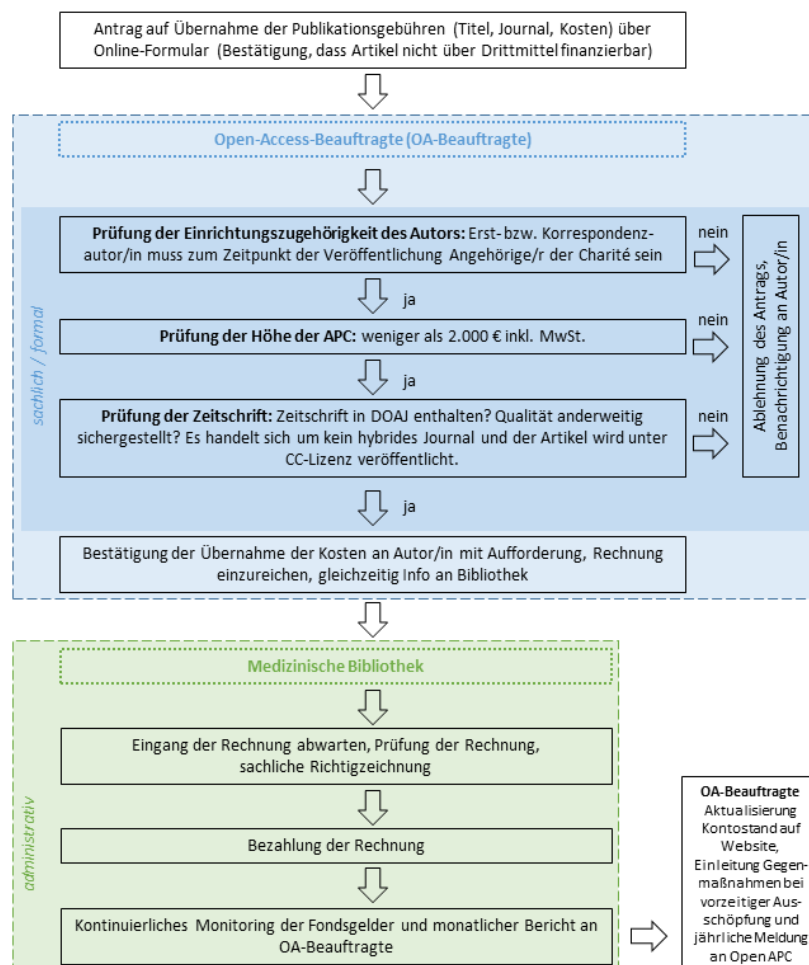 Antrag auf Übernahme der Publikationsgebühren (Titel, Journal, Kosten) über
Online-Formular (Bestätigung, dass Artikel nicht über Drittmittel finanzierbar)
Open-Access-Beauftragte (OA-Beauftragte)
sachlich / formal
Prüfung der Einrichtungszugehörigkeit des Autors: Erst- bzw. Korrespondenz-
autor/in muss zum Zeitpunkt der Veröffentlichung Angehörige/r der Charité sein
nein
ja
Prüfung der Höhe der APC: weniger als 2.000 € inkl. MwSt.
nein
ja
Prüfung der Zeitschrift: Zeitschrift in DOAJ enthalten? Qualität anderweitig
sichergestellt? Es handelt sich um kein hybrides Journal und der Artikel wird unter
CC-Lizenz veröffentlicht.
nein
ja
Ablehnung des Antrags,
Benachrichtigung an Autor/in
Bestätigung der Übernahme der Kosten an Autor/in mit Aufforderung, Rechnung
einzureichen, gleichzeitig Info an Bibliothek
Medizinische Bibliothek
administrativ
Eingang der Rechnung abwarten, Prüfung der Rechnung,
sachliche Richtigzeichnung
Bezahlung der Rechnung
Kontinuierliches Monitoring der Fondsgelder und monatlicher Bericht an
OA-Beauftragte
OA-Beauftragte
Aktualisierung
Kontostand auf
Website,
Einleitung Gegen-
maßnahmen bei
vorzeitiger Aus-
schöpfung und
jährliche Meldung
an Open APC